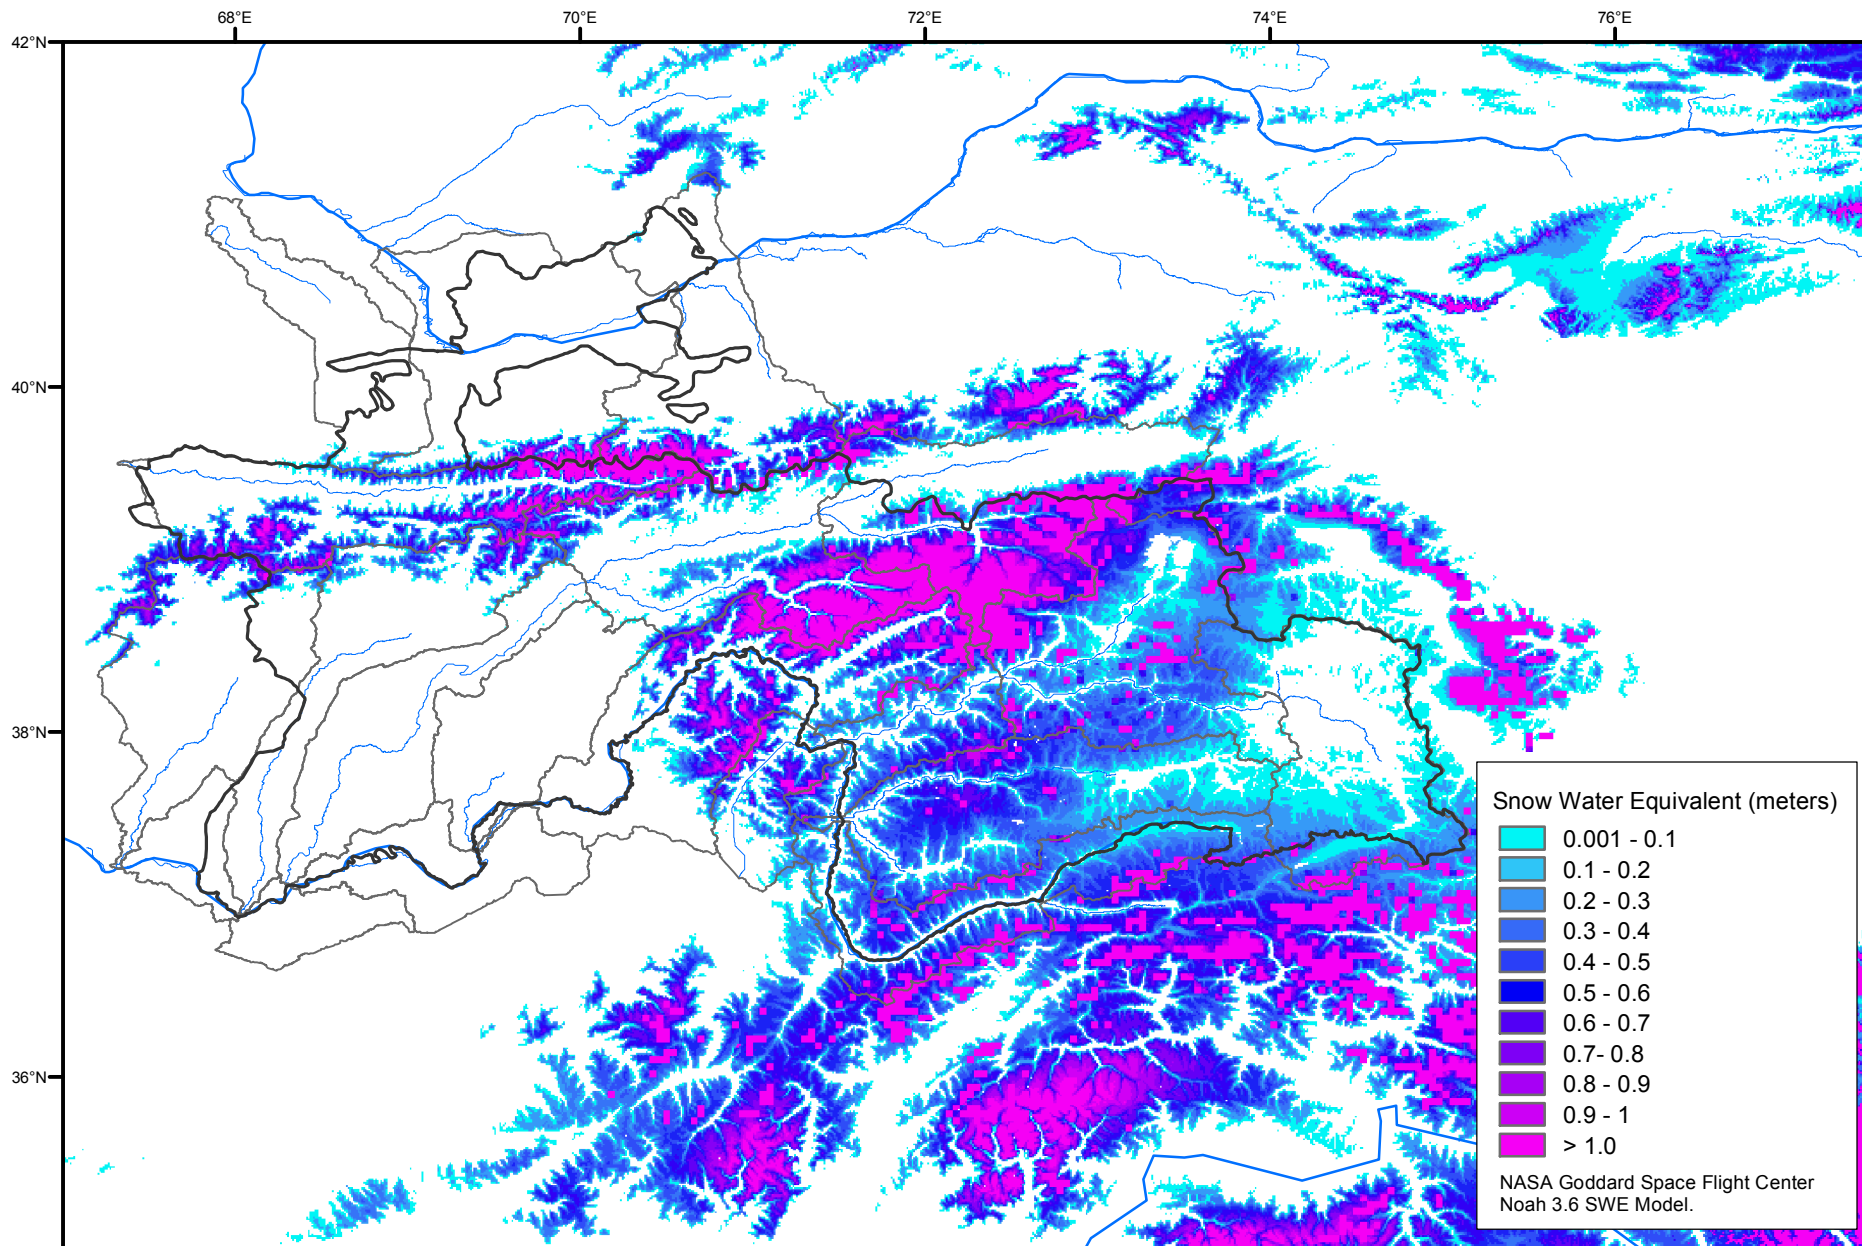 68°E 70°E 72°E 74°E 76°E
42°N
40°N
38°N
36°N
Snow Water Equivalent (meters)
0.001 - 0.1
0.1 - 0.2
0.2 - 0.3
0.3 - 0.4
0.4 - 0.5
0.5 - 0.6
0.6 - 0.7
0.7- 0.8
0.8 - 0.9
0.9 - 1
> 1.0
NASA Goddard Space Flight Center
Noah 3.6 SWE Model.